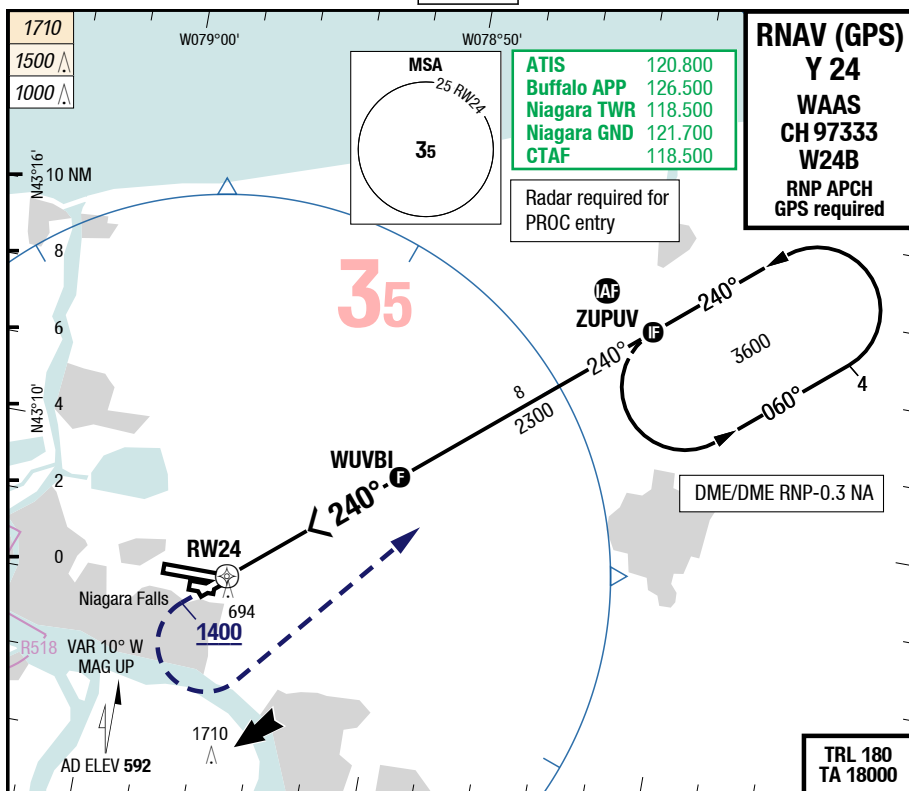 1710
1500
1000
W079°00'
W078°50'
MSA
25 RW24
35
ATIS 120.800
Buffalo APP 126.500
Niagara TWR 118.500
Niagara GND 121.700
CTAF 118.500
Radar required for
PROC entry
RNAV (GPS)
Y 24
WAAS
CH 97333
W24B
RNP APCH
GPS required
N43°16'
10 NM
8
6
4
2
0
N43°10'
35
IAF
ZUPUV
IF
240°
240°
3600
060°
4
8
2300
WUVBI
F
240°
DME/DME RNP-0.3 NA
RW24
694
Niagara Falls
1400
R518
VAR 10° W
MAG UP
1710
AD ELEV 592
TRL 180
TA 18000